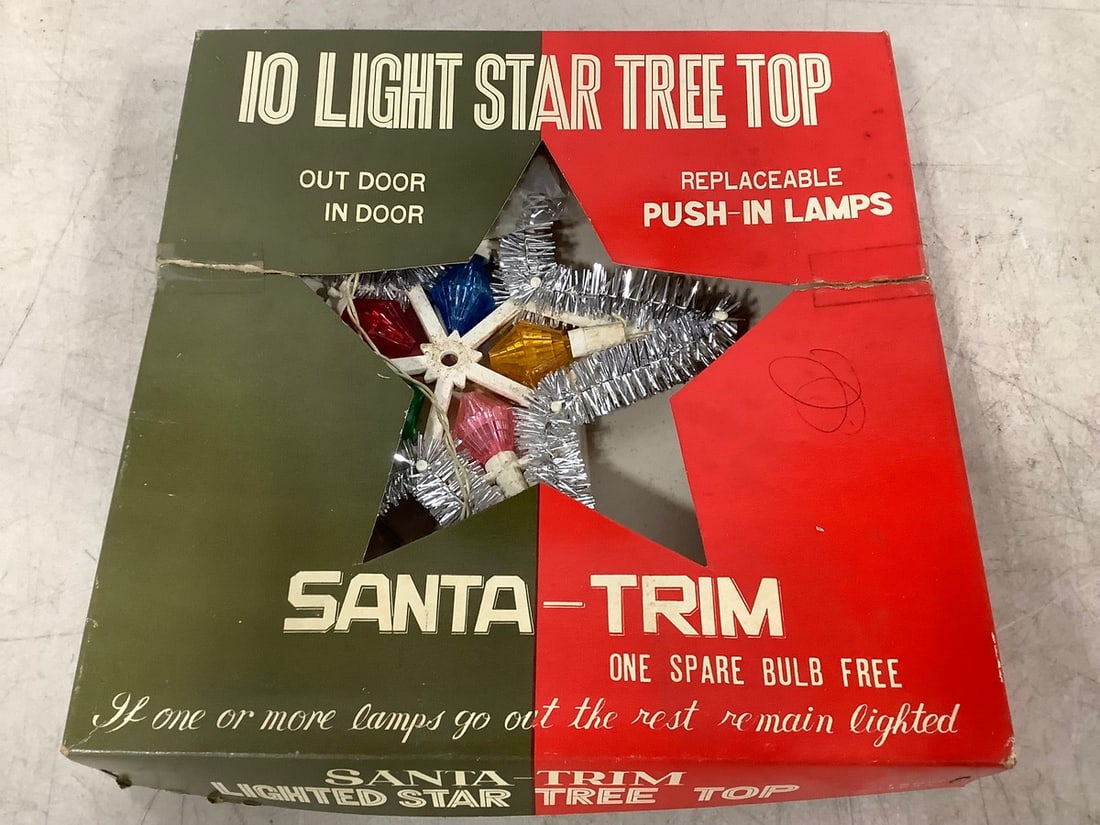 10 LIGHT STAR TREE TOP
OUT DOOR
IN DOOR
REPLACEABLE
PUSH-IN LAMPS
SANTA-TRIM
ONE SPARE BULB FREE
If one or more lamps go out the rest remain lighted
SANTA-TRIM
LIGHTED STAR TREE TOP